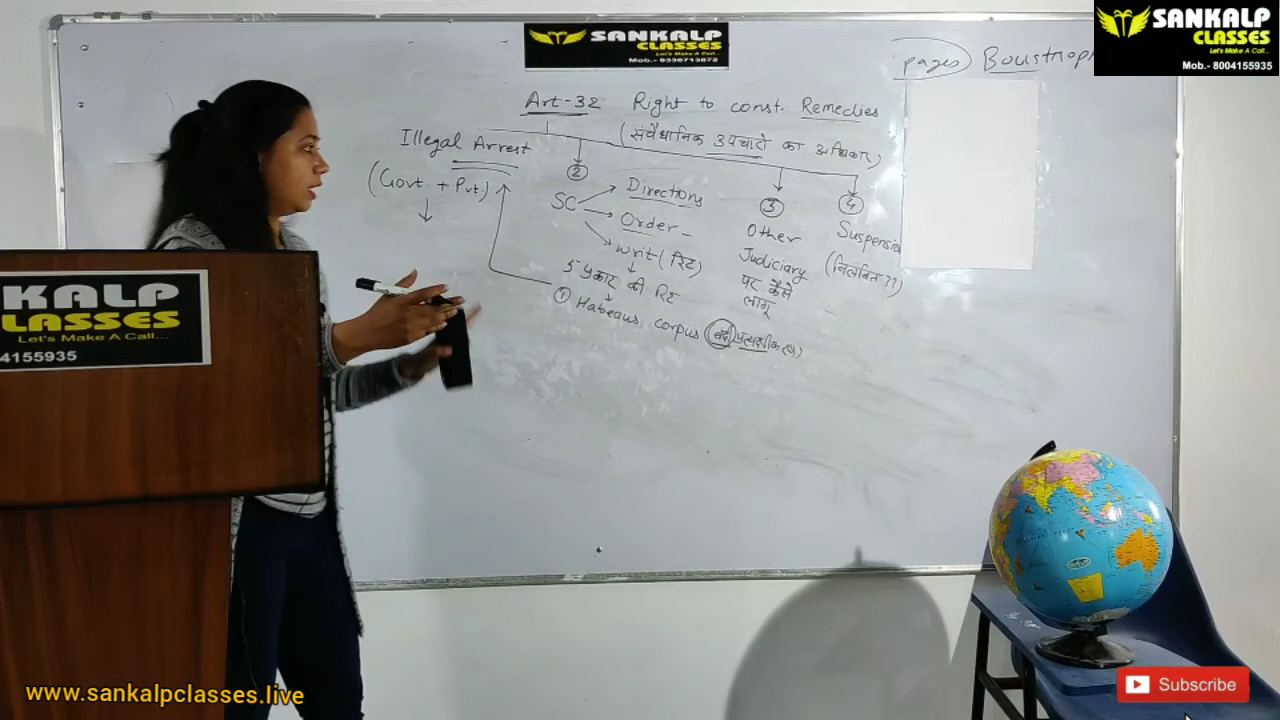 SANKALP
CLASSES
Let's Make A Call..
Mob.- 8004155935
SANKALP
CLASSES
Let's Make A Call...
Mob.- 9336713872
pages
Art-32 Right to const. Remedies
(संवैधानिक उपचारो का अधिकार)
Illegal Arrest
(Govt. + Pvt.)
②
SC
Directions
Order -
Writ (रिट)
5 प्रकार की रिट
① Habeaus corpus (बंदी प्रत्यक्षीकरण)
③
Other
Judiciary
पर कैसे
लागू
④
Suspension
(निलंबित??)
KALP
LASSES
Let's Make A Call...
4155935
www.sankalpclasses.live
Subscribe